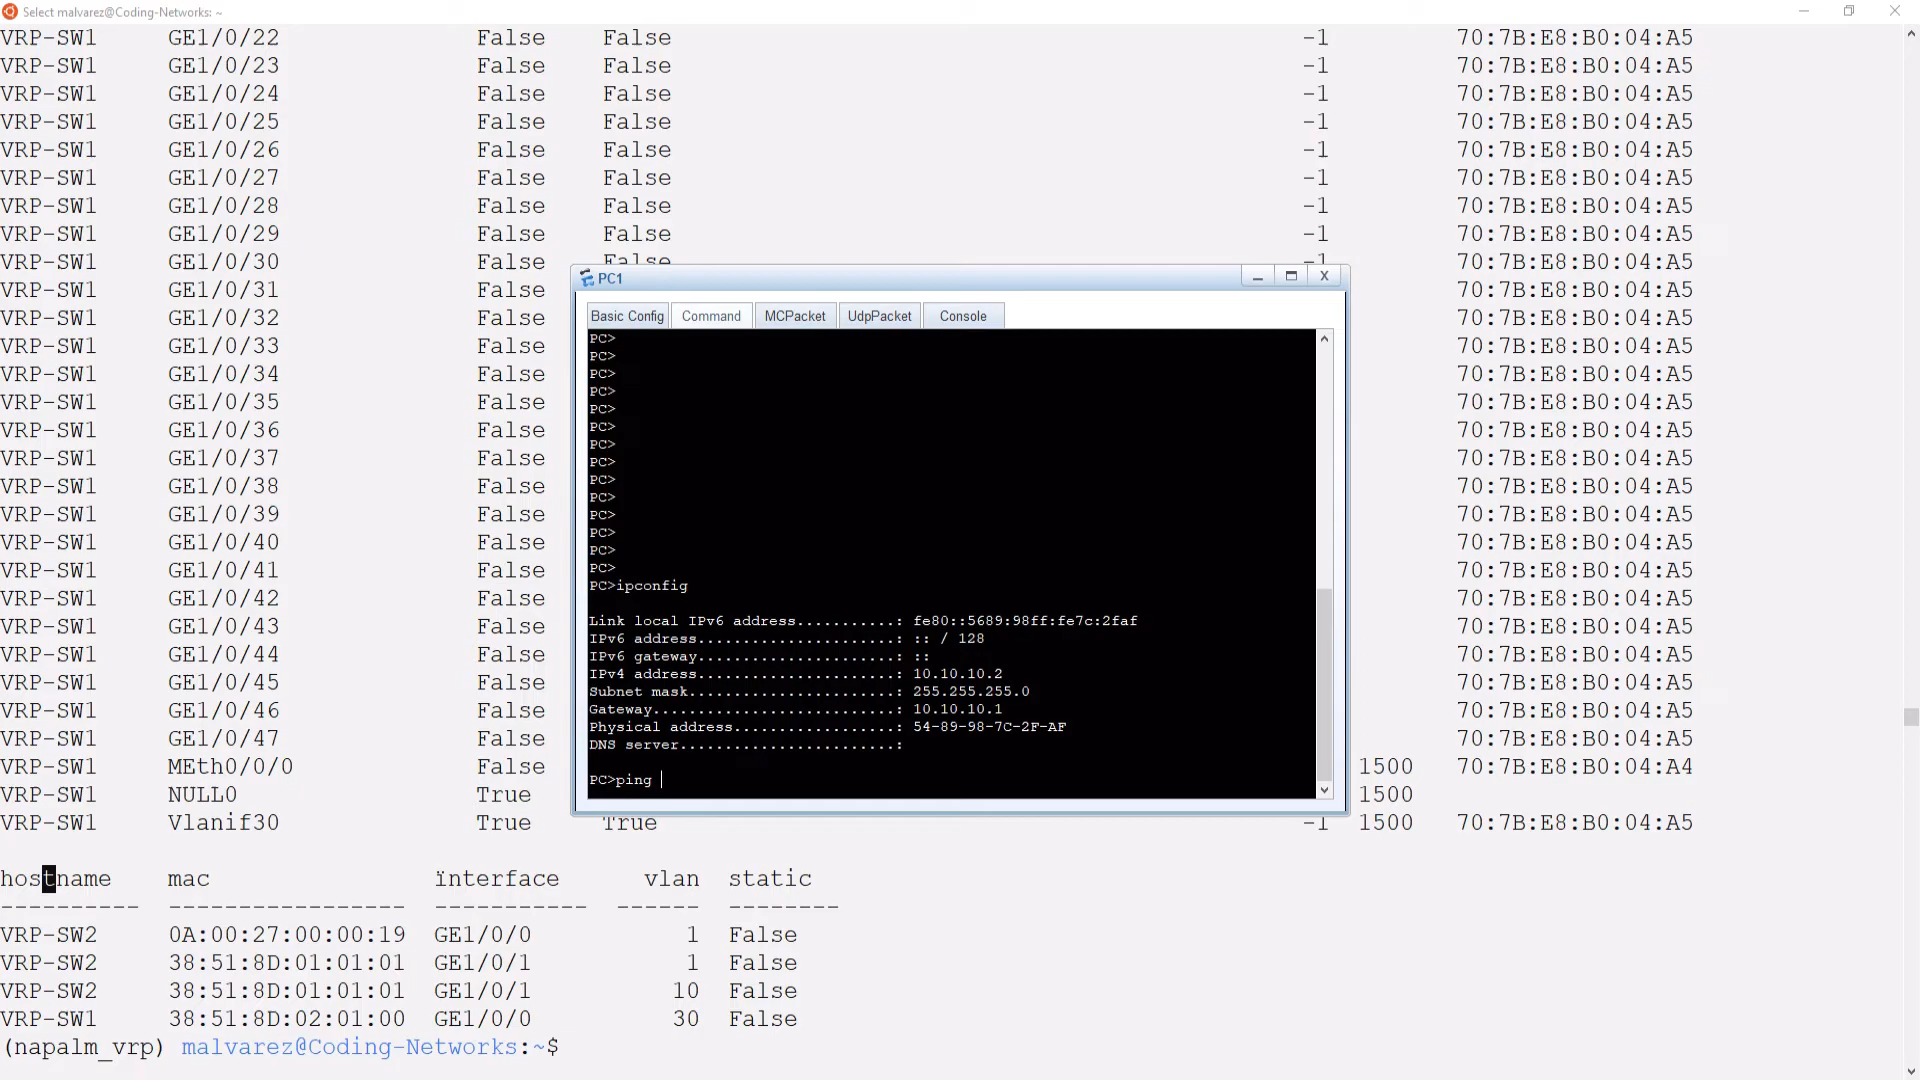 Select malvarez@Coding-Networks: ~
VRP-SW1 GE1/0/22 False False -1 70:7B:E8:B0:04:A5
VRP-SW1 GE1/0/23 False False -1 70:7B:E8:B0:04:A5
VRP-SW1 GE1/0/24 False False -1 70:7B:E8:B0:04:A5
VRP-SW1 GE1/0/25 False False -1 70:7B:E8:B0:04:A5
VRP-SW1 GE1/0/26 False False -1 70:7B:E8:B0:04:A5
VRP-SW1 GE1/0/27 False False -1 70:7B:E8:B0:04:A5
VRP-SW1 GE1/0/28 False False -1 70:7B:E8:B0:04:A5
VRP-SW1 GE1/0/29 False False -1 70:7B:E8:B0:04:A5
VRP-SW1 GE1/0/30 False False -1 70:7B:E8:B0:04:A5
VRP-SW1 GE1/0/31 False 70:7B:E8:B0:04:A5
VRP-SW1 GE1/0/32 False 70:7B:E8:B0:04:A5
VRP-SW1 GE1/0/33 False 70:7B:E8:B0:04:A5
VRP-SW1 GE1/0/34 False 70:7B:E8:B0:04:A5
VRP-SW1 GE1/0/35 False 70:7B:E8:B0:04:A5
VRP-SW1 GE1/0/36 False 70:7B:E8:B0:04:A5
VRP-SW1 GE1/0/37 False 70:7B:E8:B0:04:A5
VRP-SW1 GE1/0/38 False 70:7B:E8:B0:04:A5
VRP-SW1 GE1/0/39 False 70:7B:E8:B0:04:A5
VRP-SW1 GE1/0/40 False 70:7B:E8:B0:04:A5
VRP-SW1 GE1/0/41 False 70:7B:E8:B0:04:A5
VRP-SW1 GE1/0/42 False 70:7B:E8:B0:04:A5
VRP-SW1 GE1/0/43 False 70:7B:E8:B0:04:A5
VRP-SW1 GE1/0/44 False 70:7B:E8:B0:04:A5
VRP-SW1 GE1/0/45 False 70:7B:E8:B0:04:A5
VRP-SW1 GE1/0/46 False 70:7B:E8:B0:04:A5
VRP-SW1 GE1/0/47 False 70:7B:E8:B0:04:A5
VRP-SW1 MEth0/0/0 False 1500 70:7B:E8:B0:04:A4
VRP-SW1 NULL0 True 1500
VRP-SW1 Vlanif30 True True -1 1500 70:7B:E8:B0:04:A5
hostname mac ïnterface vlan static
---------- ----------------- ----------- ------ --------
VRP-SW2 0A:00:27:00:00:19 GE1/0/0 1 False
VRP-SW2 38:51:8D:01:01:01 GE1/0/1 1 False
VRP-SW2 38:51:8D:01:01:01 GE1/0/1 10 False
VRP-SW1 38:51:8D:02:01:00 GE1/0/0 30 False
(napalm_vrp) malvarez@Coding-Networks:~$
PC1
Basic Config Command MCPacket UdpPacket Console
PC>
PC>
PC>
PC>
PC>
PC>
PC>
PC>
PC>
PC>
PC>
PC>
PC>
PC>
PC>ipconfig
Link local IPv6 address...........: fe80::5689:98ff:fe7c:2faf
IPv6 address......................: :: / 128
IPv6 gateway......................: ::
IPv4 address......................: 10.10.10.2
Subnet mask.......................: 255.255.255.0
Gateway...........................: 10.10.10.1
Physical address..................: 54-89-98-7C-2F-AF
DNS server........................:
PC>ping